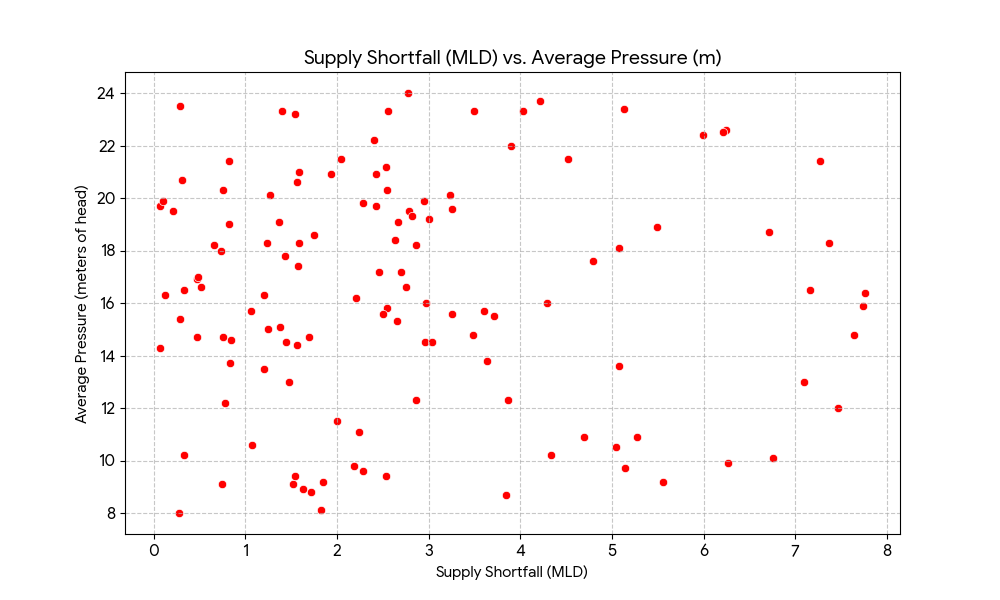 Supply Shortfall (MLD) vs. Average Pressure (m)
Average Pressure (meters of head)
24
22
20
18
16
14
12
10
8
0 1 2 3 4 5 6 7 8
Supply Shortfall (MLD)